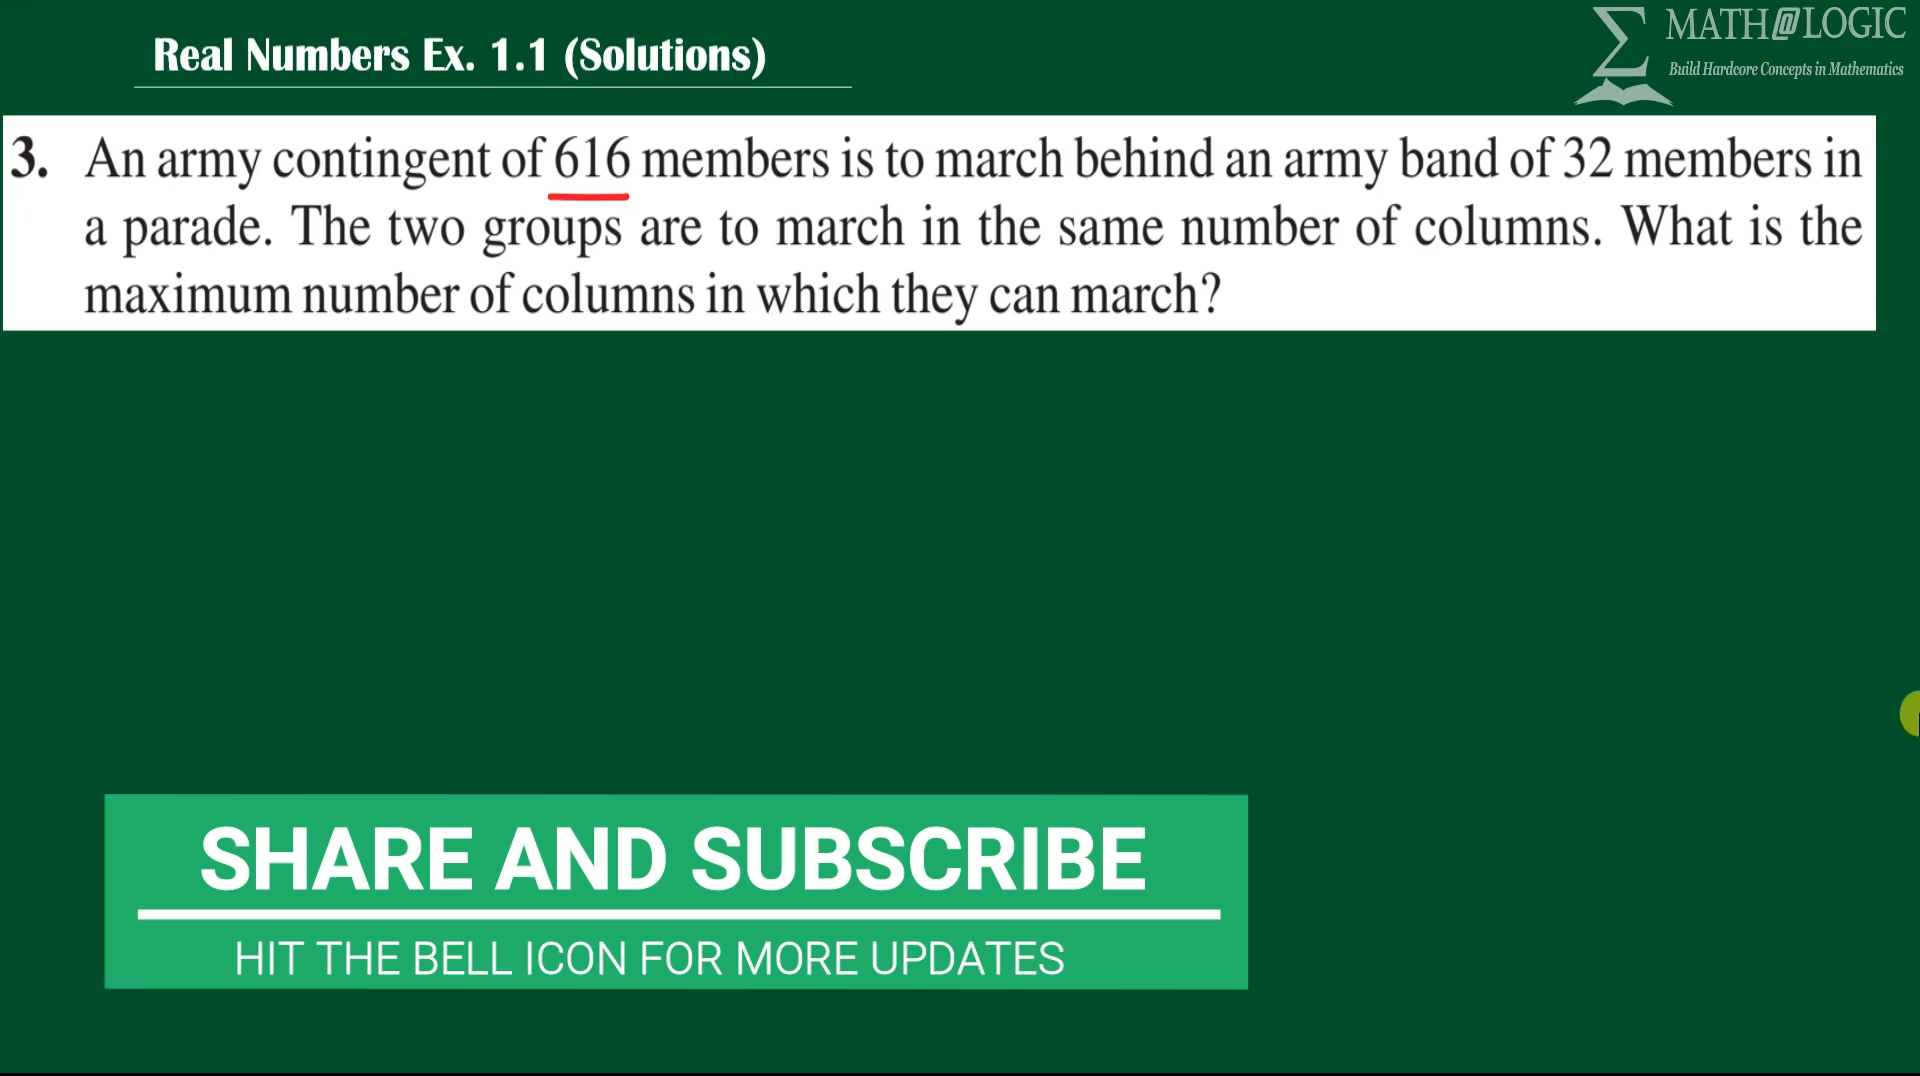 Real Numbers Ex. 1.1 (Solutions)
MATH@LOGIC
Build Hardcore Concepts in Mathematics
3. An army contingent of 616 members is to march behind an army band of 32 members in
a parade. The two groups are to march in the same number of columns. What is the
maximum number of columns in which they can march?
SHARE AND SUBSCRIBE
HIT THE BELL ICON FOR MORE UPDATES